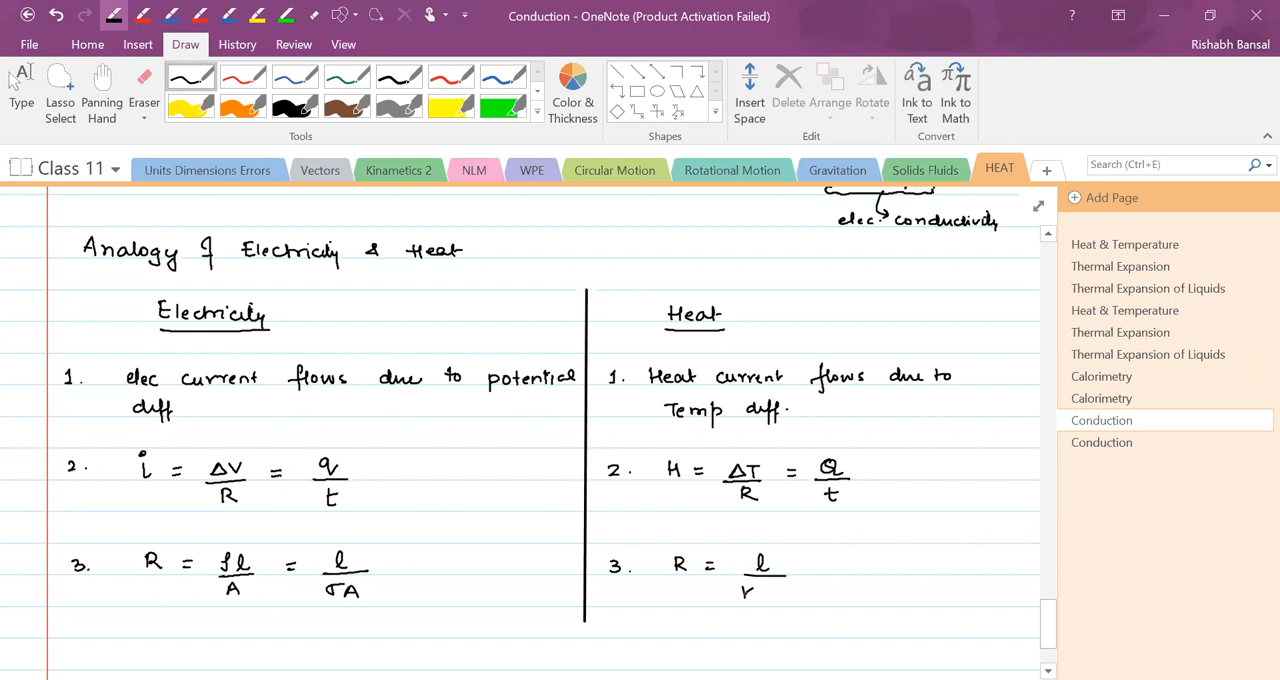 Conduction - OneNote (Product Activation Failed)
?
File Home Insert Draw History Review View
Rishabh Bansal
Type
Lasso Select
Panning Hand
Eraser
Color & Thickness
Insert Space
Delete
Arrange
Rotate
Ink to Text
Ink to Math
Tools
Shapes
Edit
Convert
Class 11
Units Dimensions Errors
Vectors
Kinametics 2
NLM
WPE
Circular Motion
Rotational Motion
Gravitation
Solids Fluids
HEAT
Search (Ctrl+E)
Add Page
Heat & Temperature
Thermal Expansion
Thermal Expansion of Liquids
Heat & Temperature
Thermal Expansion
Thermal Expansion of Liquids
Calorimetry
Calorimetry
Conduction
Conduction
elec. conductivity
Analogy of Electricity & Heat
Electricity
1. elec current flows due to potential
diff
2. i = ΔV/R = q/t
3. R = ρl/A = l/σA
Heat
1. Heat current flows due to
Temp diff.
2. H = ΔT/R = Q/t
3. R = l/